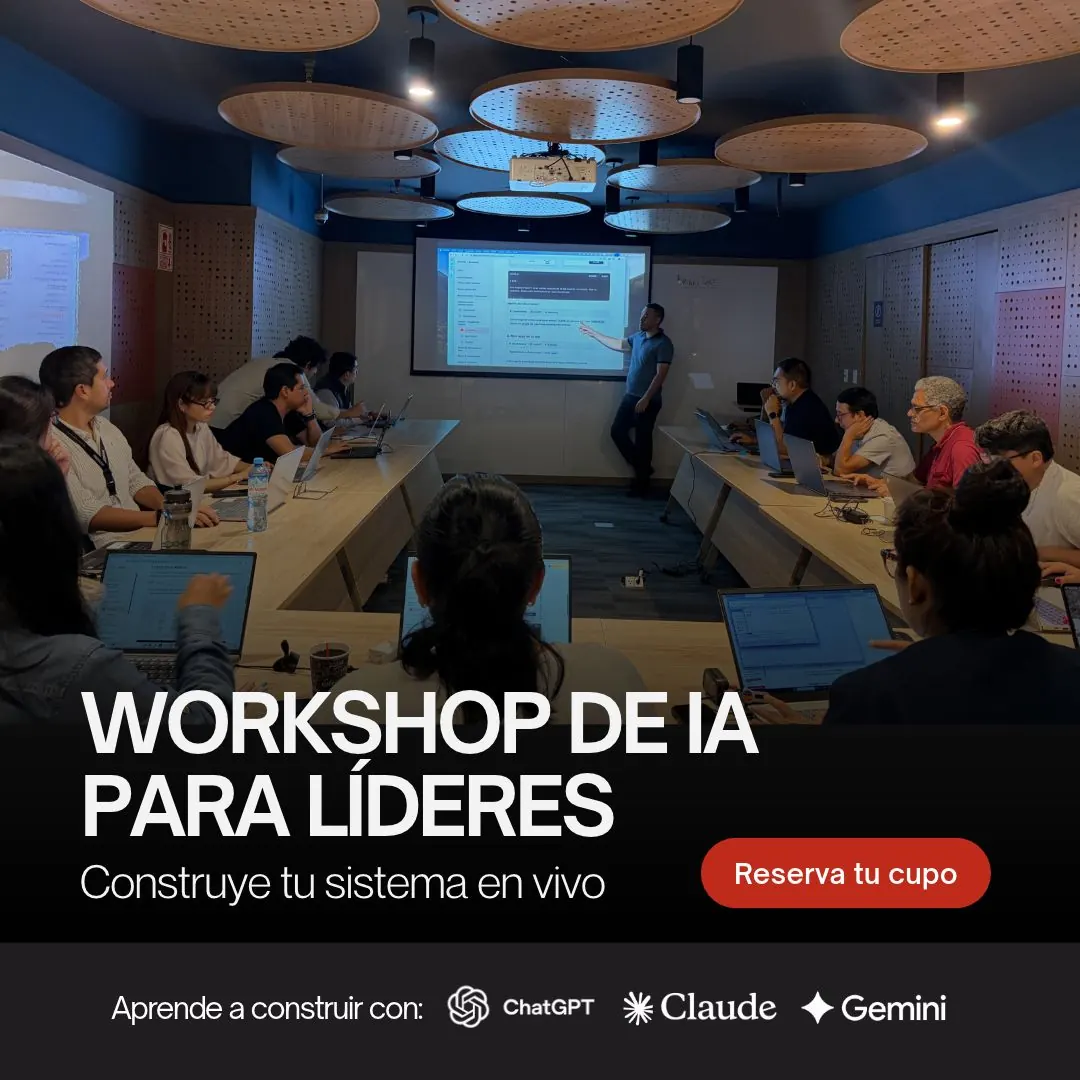 WORKSHOP DE IA
PARA LÍDERES
Construye tu sistema en vivo
Reserva tu cupo
Aprende a construir con: ChatGPT Claude Gemini